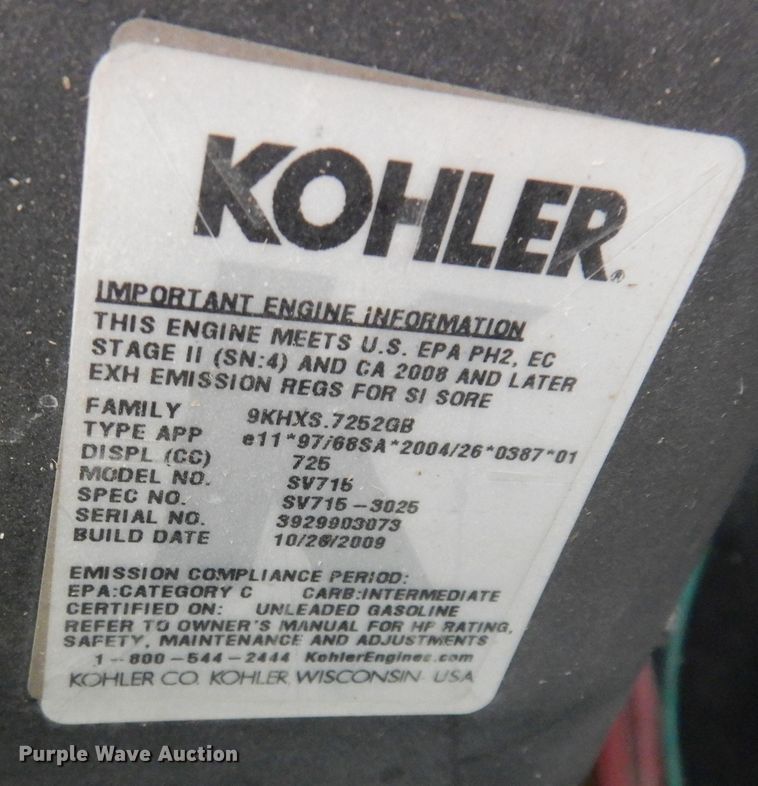 KOHLER®
IMPORTANT ENGINE INFORMATION
THIS ENGINE MEETS U.S. EPA PH2, EC
STAGE II (SN:4) AND CA 2008 AND LATER
EXH EMISSION REGS FOR SI SORE
FAMILY 9KHXS.7252GB
TYPE APP e11*97/68SA*2004/26*0387*01
DISPL (CC) 725
MODEL NO. SV715
SPEC NO. SV715-3025
SERIAL NO. 3929903073
BUILD DATE 10/26/2009
EMISSION COMPLIANCE PERIOD:
EPA:CATEGORY C CARB:INTERMEDIATE
CERTIFIED ON: UNLEADED GASOLINE
REFER TO OWNER'S MANUAL FOR HP RATING,
SAFETY, MAINTENANCE AND ADJUSTMENTS
1-800-544-2444 KohlerEngines.com
KOHLER CO. KOHLER, WISCONSIN USA
Purple Wave Auction